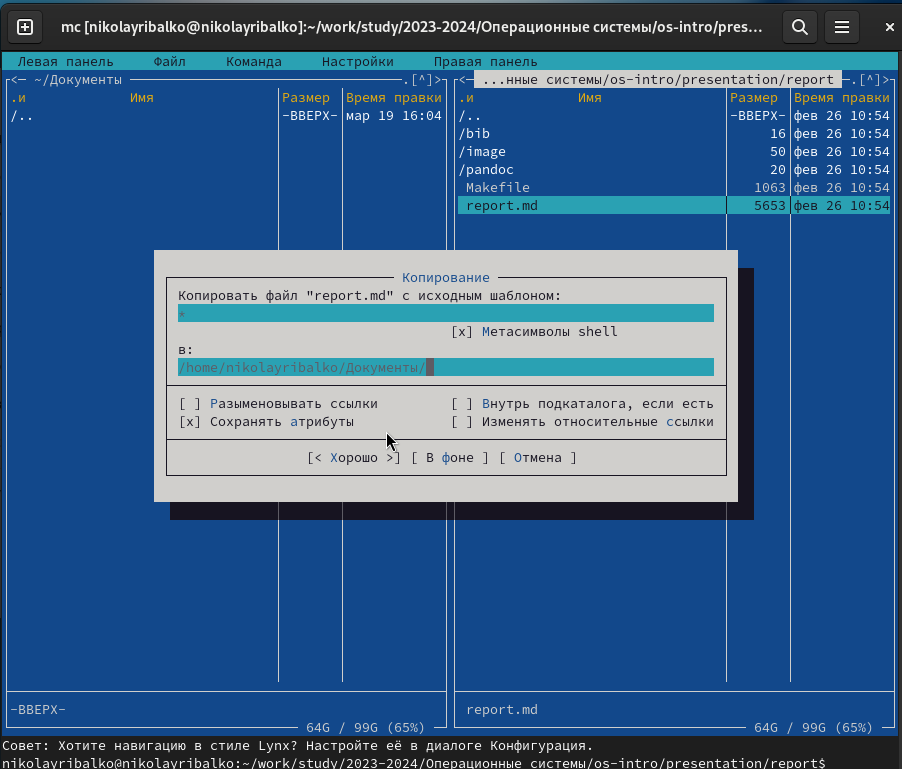 mc [nikolayribalko@nikolayribalko]:~/work/study/2023-2024/Операционные системы/os-intro/pres...
Левая панель Файл Команда Настройки Правая панель
<─ ~/Документы .[^]> <─ ...нные системы/os-intro/presentation/report .[^]>
.и Имя Размер Время правки .и Имя Размер Время правки
/.. -ВВЕРХ- мар 19 16:04 /.. -ВВЕРХ- фев 26 10:54
/bib 16 фев 26 10:54
/image 50 фев 26 10:54
/pandoc 20 фев 26 10:54
Makefile 1063 фев 26 10:54
report.md 5653 фев 26 10:54
Копирование
Копировать файл "report.md" с исходным шаблоном:
*
[x] Метасимволы shell
в:
/home/nikolayribalko/Документы/
[ ] Разыменовывать ссылки [ ] Внутрь подкаталога, если есть
[x] Сохранять атрибуты [ ] Изменять относительные ссылки
[< Хорошо >] [ В фоне ] [ Отмена ]
-ВВЕРХ- report.md
64G / 99G (65%) 64G / 99G (65%)
Совет: Хотите навигацию в стиле Lynx? Настройте её в диалоге Конфигурация.
nikolayribalko@nikolayribalko:~/work/study/2023-2024/Операционные системы/os-intro/presentation/report$